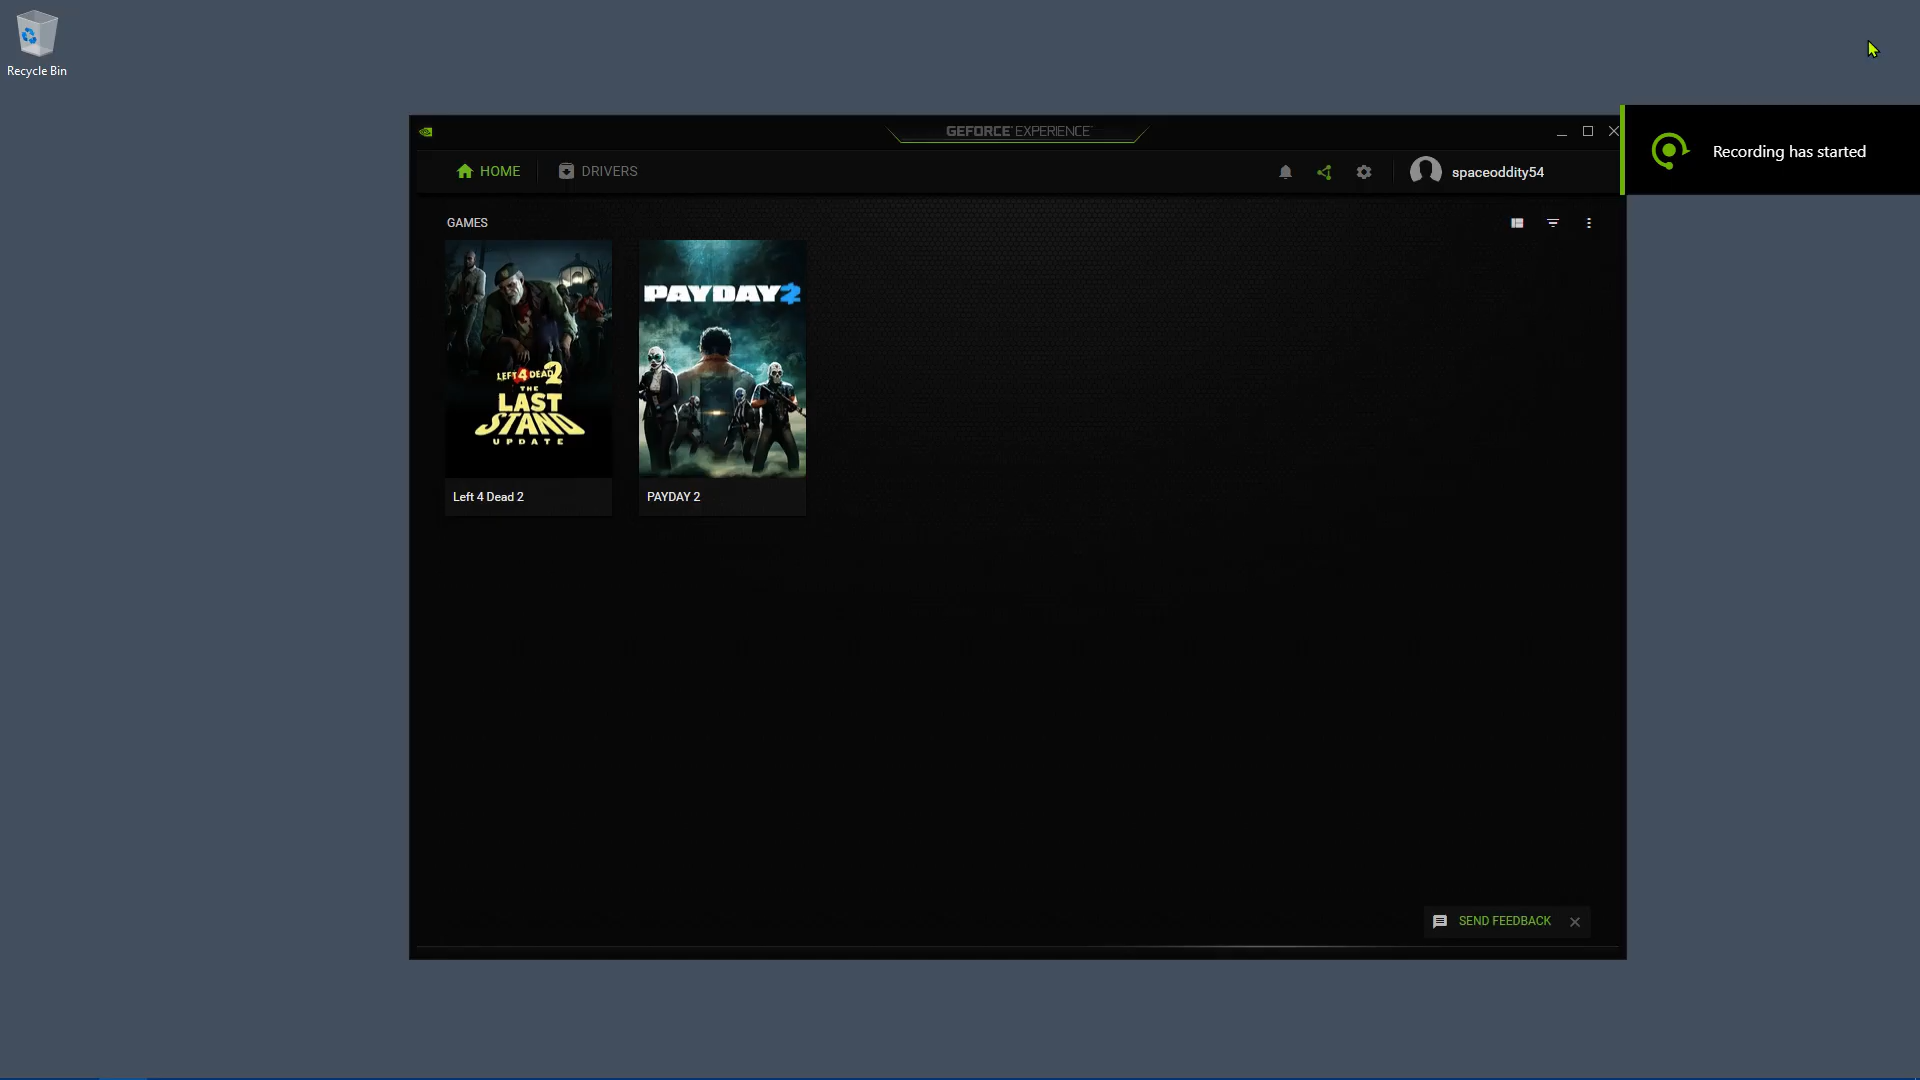 Recycle Bin
GEFORCE EXPERIENCE
Recording has started
HOME
DRIVERS
spaceoddity54
GAMES
LEFT 4 DEAD 2
THE
LAST
STAND
UPDATE
PAYDAY 2
Left 4 Dead 2
PAYDAY 2
SEND FEEDBACK